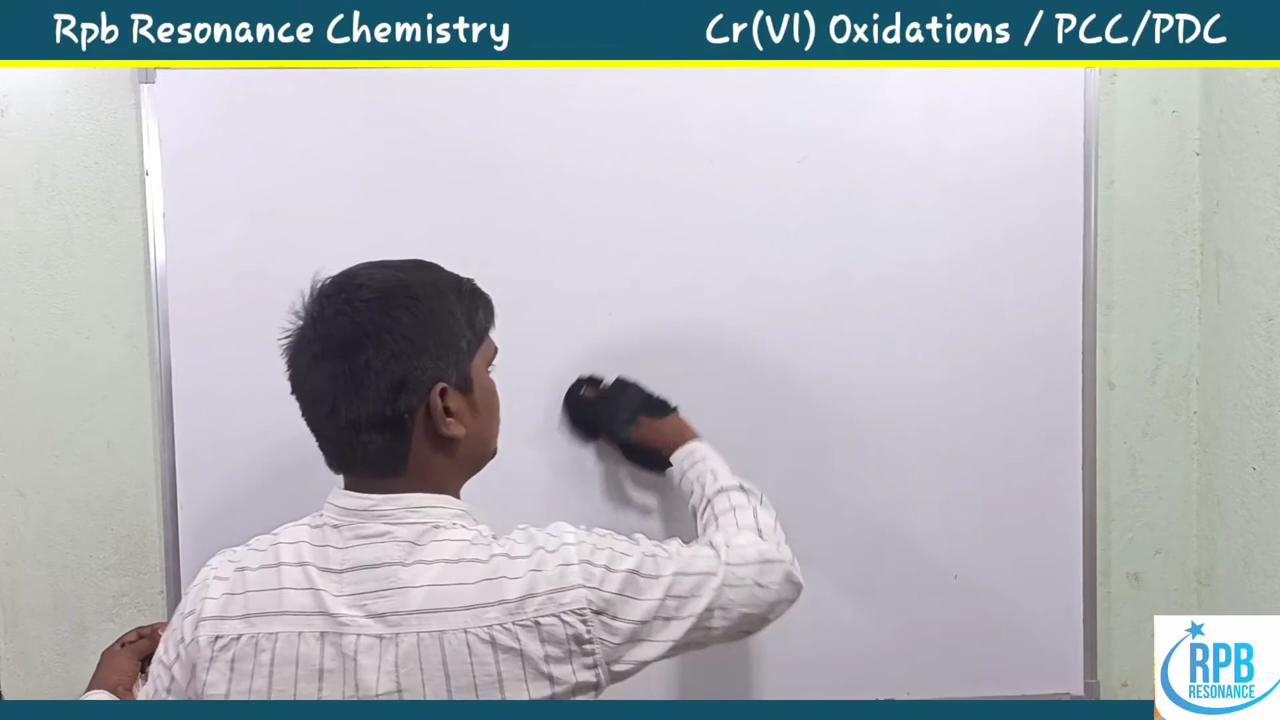 Rpb Resonance Chemistry
Cr(VI) Oxidations / PCC/PDC
RPB
RESONANCE